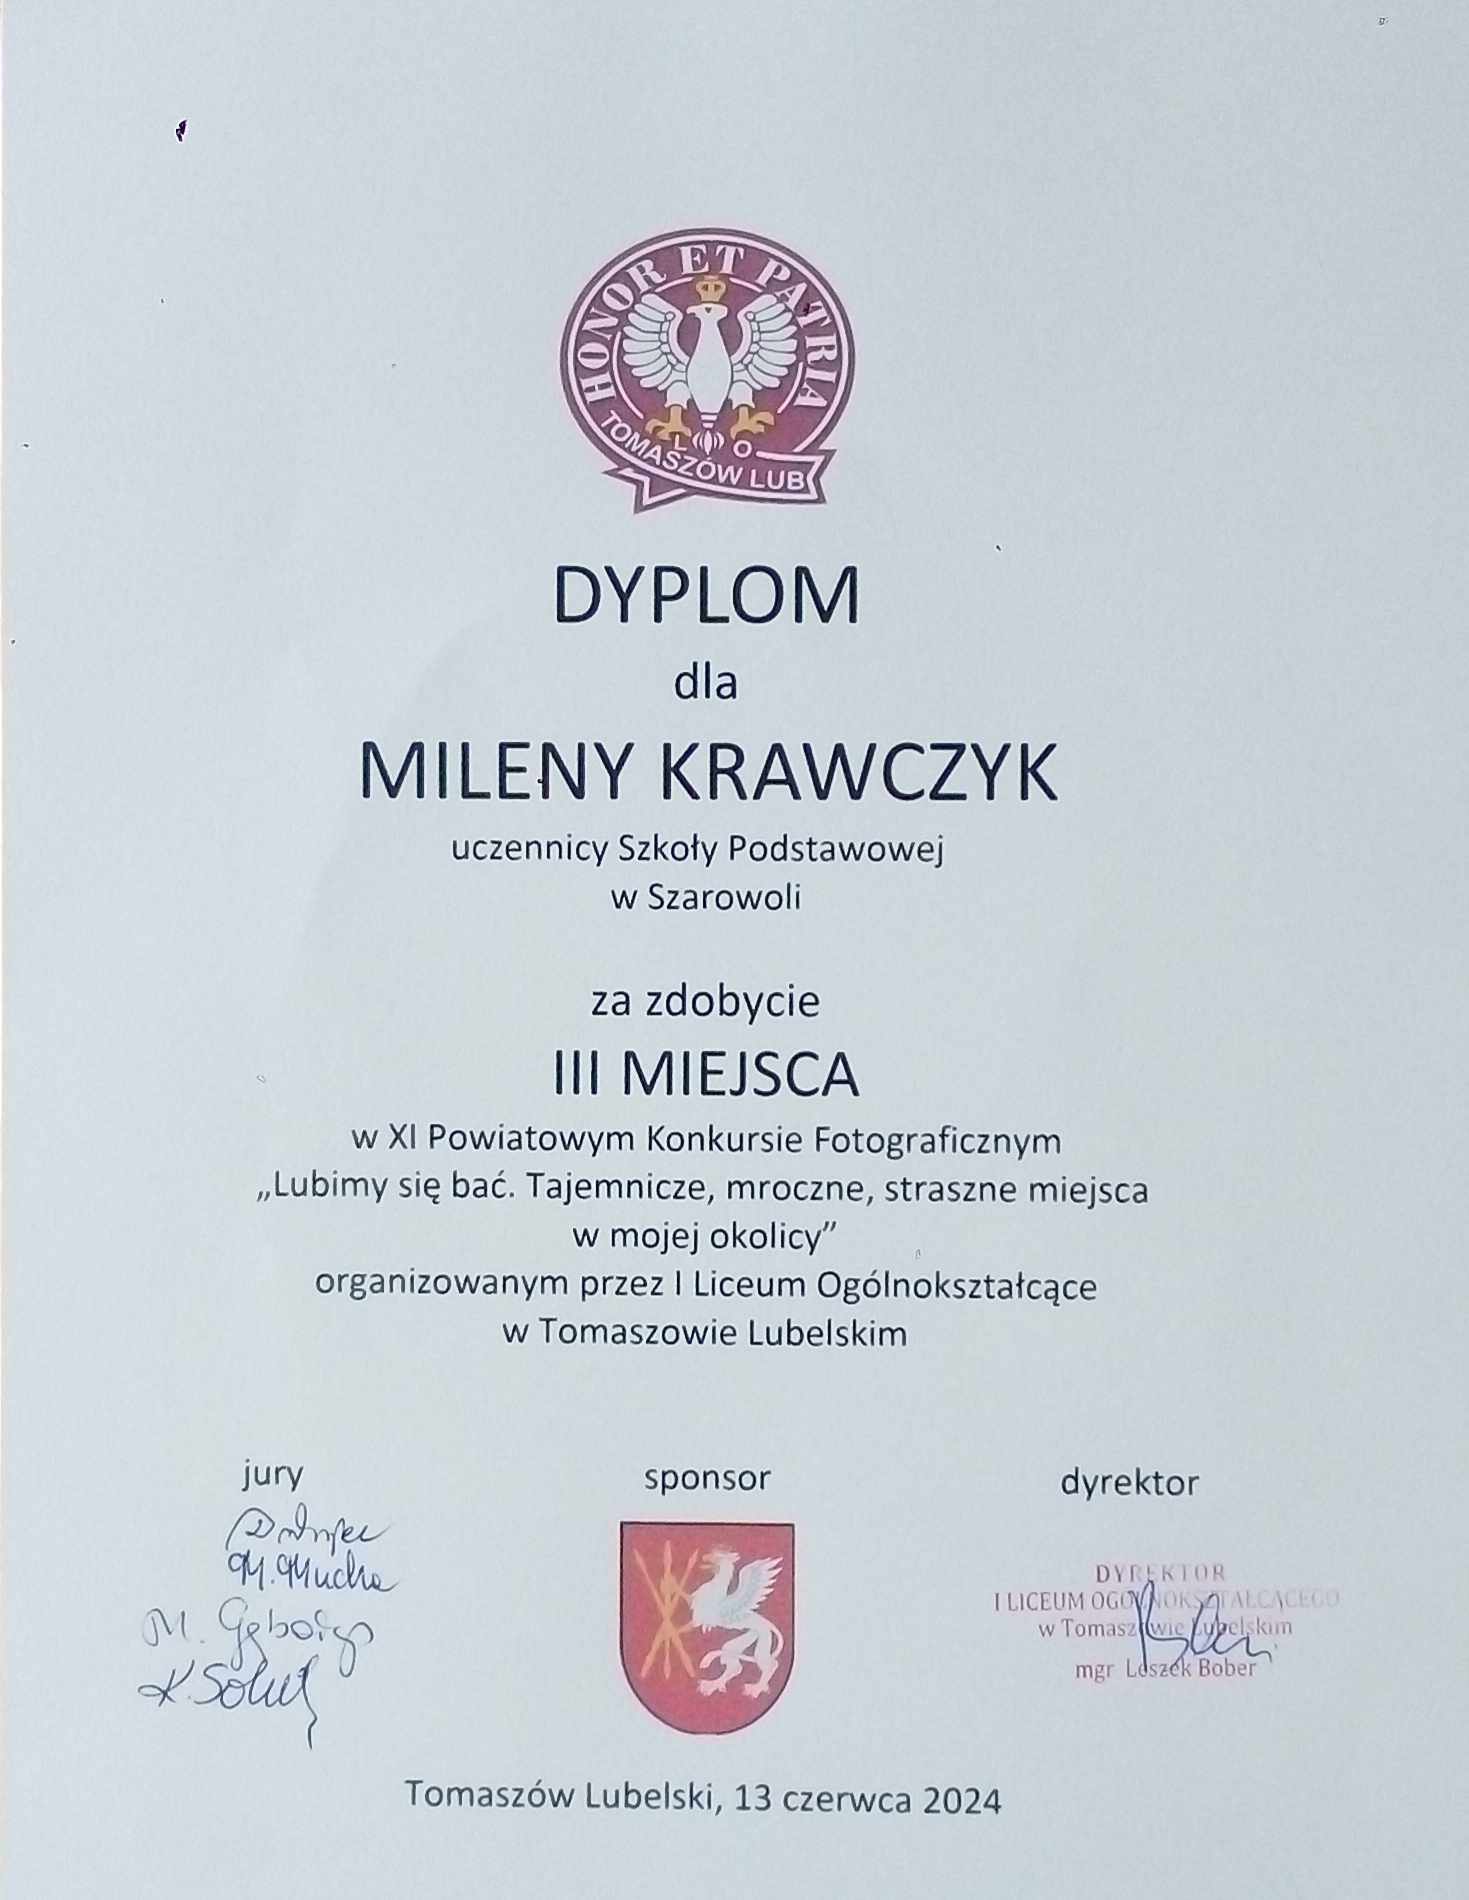 HONOR ET PATRIA
L O
TOMASZÓW LUB
DYPLOM
dla
MILENY KRAWCZYK
uczennicy Szkoły Podstawowej
w Szarowoli
za zdobycie
III MIEJSCA
w XI Powiatowym Konkursie Fotograficznym
„Lubimy się bać. Tajemnicze, mroczne, straszne miejsca
w mojej okolicy”
organizowanym przez I Liceum Ogólnokształcące
w Tomaszowie Lubelskim
jury
M. Mucha
sponsor
dyrektor
DYREKTOR
I LICEUM OGÓLNOKSZTAŁCĄCEGO
w Tomaszowie Lubelskim
mgr Leszek Bober
Tomaszów Lubelski, 13 czerwca 2024